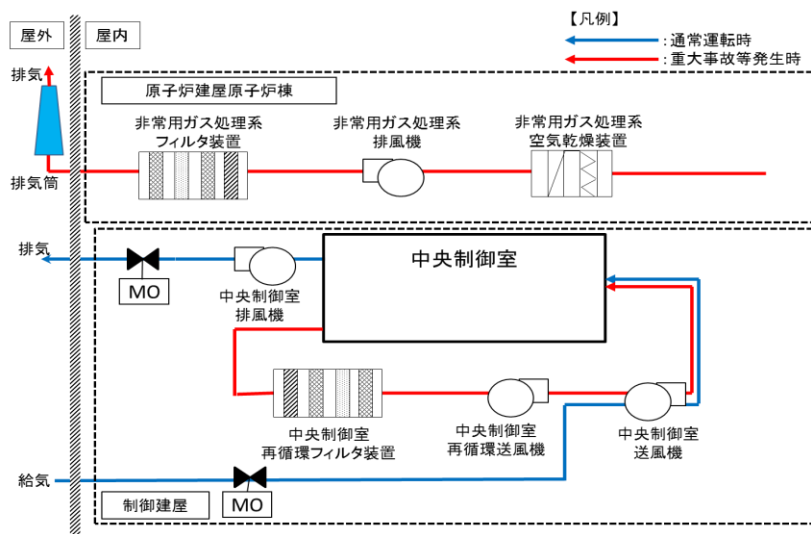 【凡例】
:通常運転時
:重大事故等発生時
屋外
屋内
排気
原子炉建屋原子炉棟
非常用ガス処理系
フィルタ装置
非常用ガス処理系
排風機
非常用ガス処理系
空気乾燥装置
排気筒
排気
MO
中央制御室
排風機
中央制御室
中央制御室
再循環フィルタ装置
中央制御室
再循環送風機
中央制御室
送風機
給気
MO
制御建屋